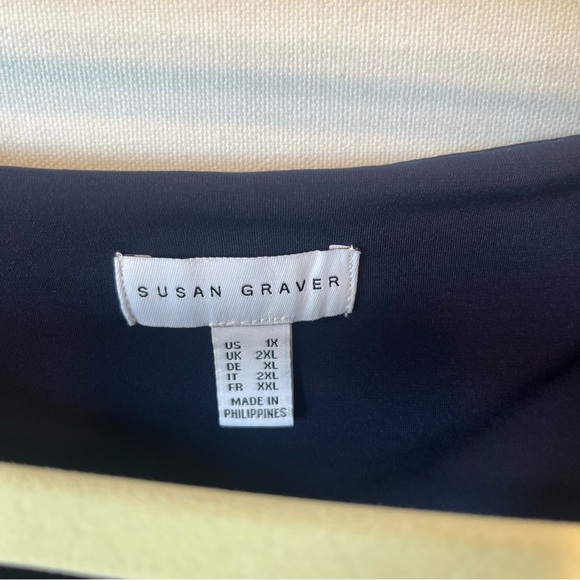 SUSAN GRAVER
US 1X
UK 2XL
DE XL
IT 2XL
FR XXL
MADE IN
PHILIPPINES